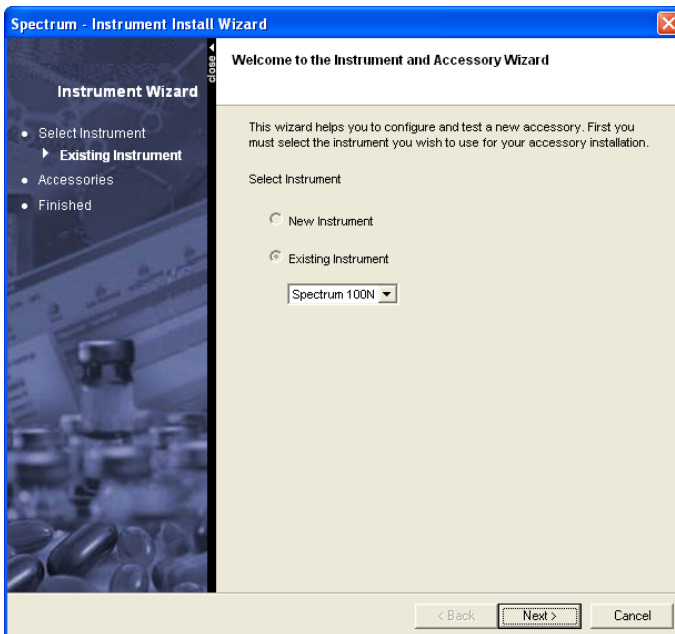 Spectrum - Instrument Install Wizard
close
Instrument Wizard
Select Instrument
Existing Instrument
Accessories
Finished
Welcome to the Instrument and Accessory Wizard
This wizard helps you to configure and test a new accessory. First you
must select the instrument you wish to use for your accessory installation.
Select Instrument
New Instrument
Existing Instrument
Spectrum 100N
< Back
Next >
Cancel